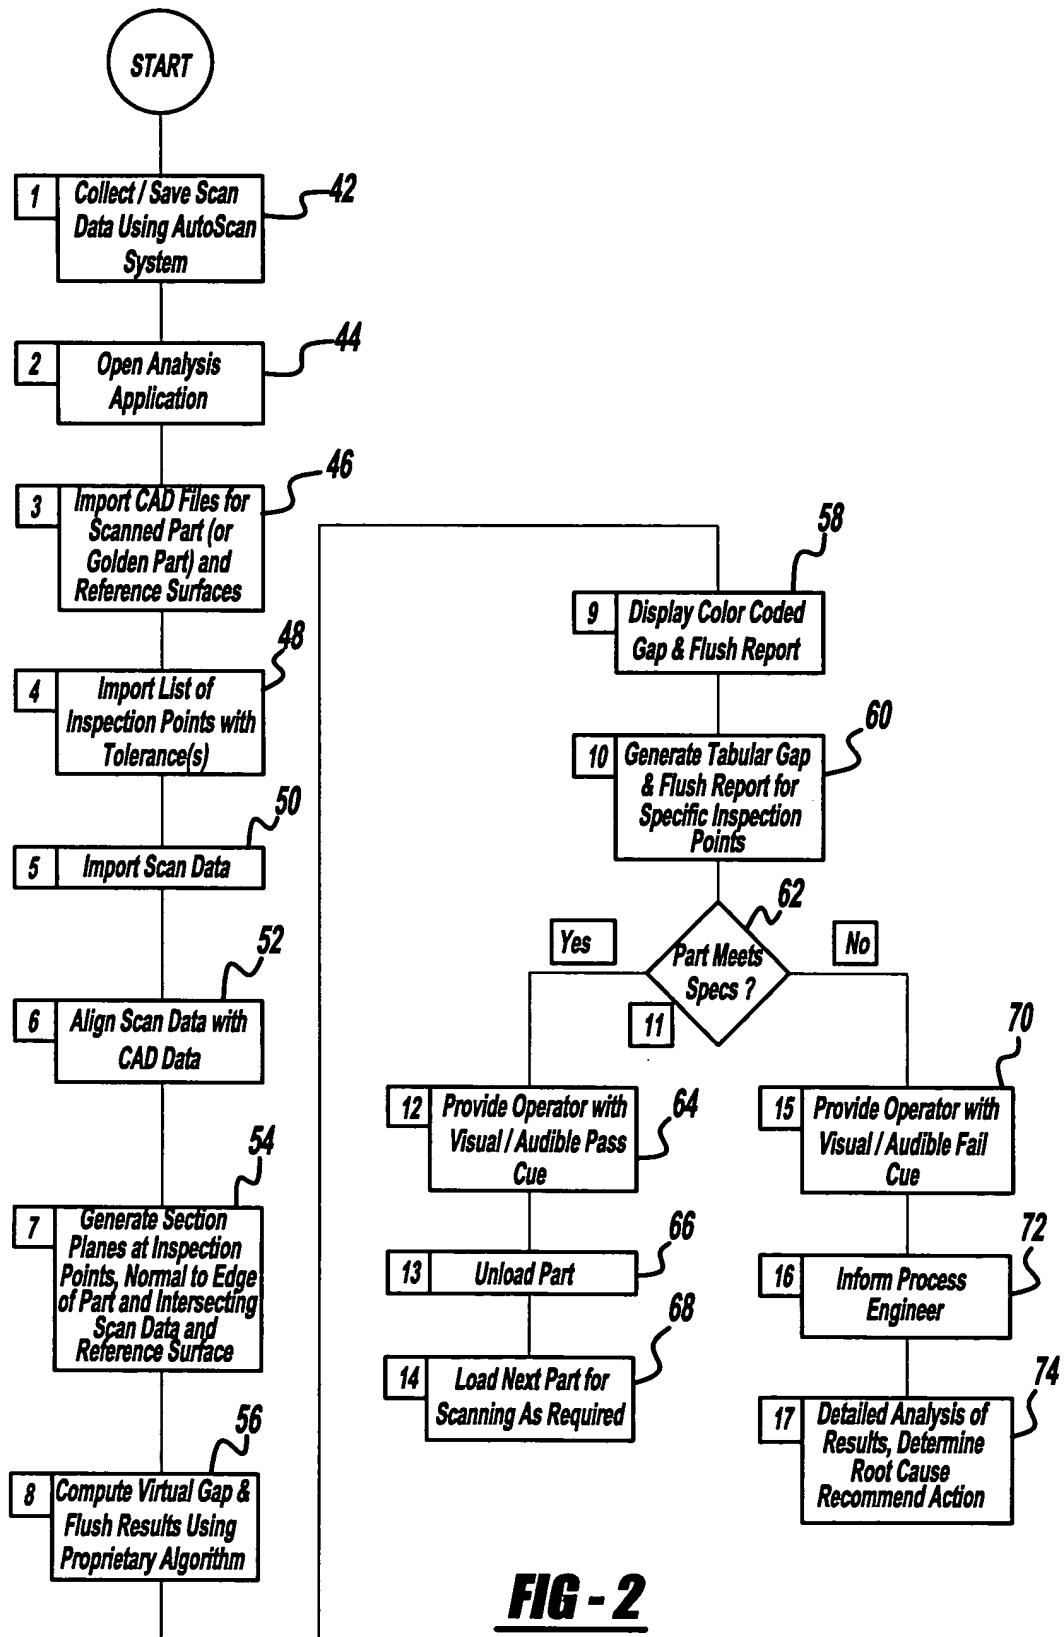 START
1
Collect / Save Scan
Data Using AutoScan
System
42
2
Open Analysis
Application
44
3
Import CAD Files for
Scanned Part (or
Golden Part) and
Reference Surfaces
46
4
Import List of
Inspection Points with
Tolerance(s)
48
5
Import Scan Data
50
6
Align Scan Data with
CAD Data
52
7
Generate Section
Planes at Inspection
Points, Normal to Edge
of Part and Intersecting
Scan Data and
Reference Surface
54
8
Compute Virtual Gap &
Flush Results Using
Proprietary Algorithm
56
9
Display Color Coded
Gap & Flush Report
58
10
Generate Tabular Gap
& Flush Report for
Specific Inspection
Points
60
Part Meets
Specs ?
11
62
Yes
No
12
Provide Operator with
Visual / Audible Pass
Cue
64
13
Unload Part
66
14
Load Next Part for
Scanning As Required
68
15
Provide Operator with
Visual / Audible Fail
Cue
70
16
Inform Process
Engineer
72
17
Detailed Analysis of
Results, Determine
Root Cause
Recommend Action
74
FIG - 2